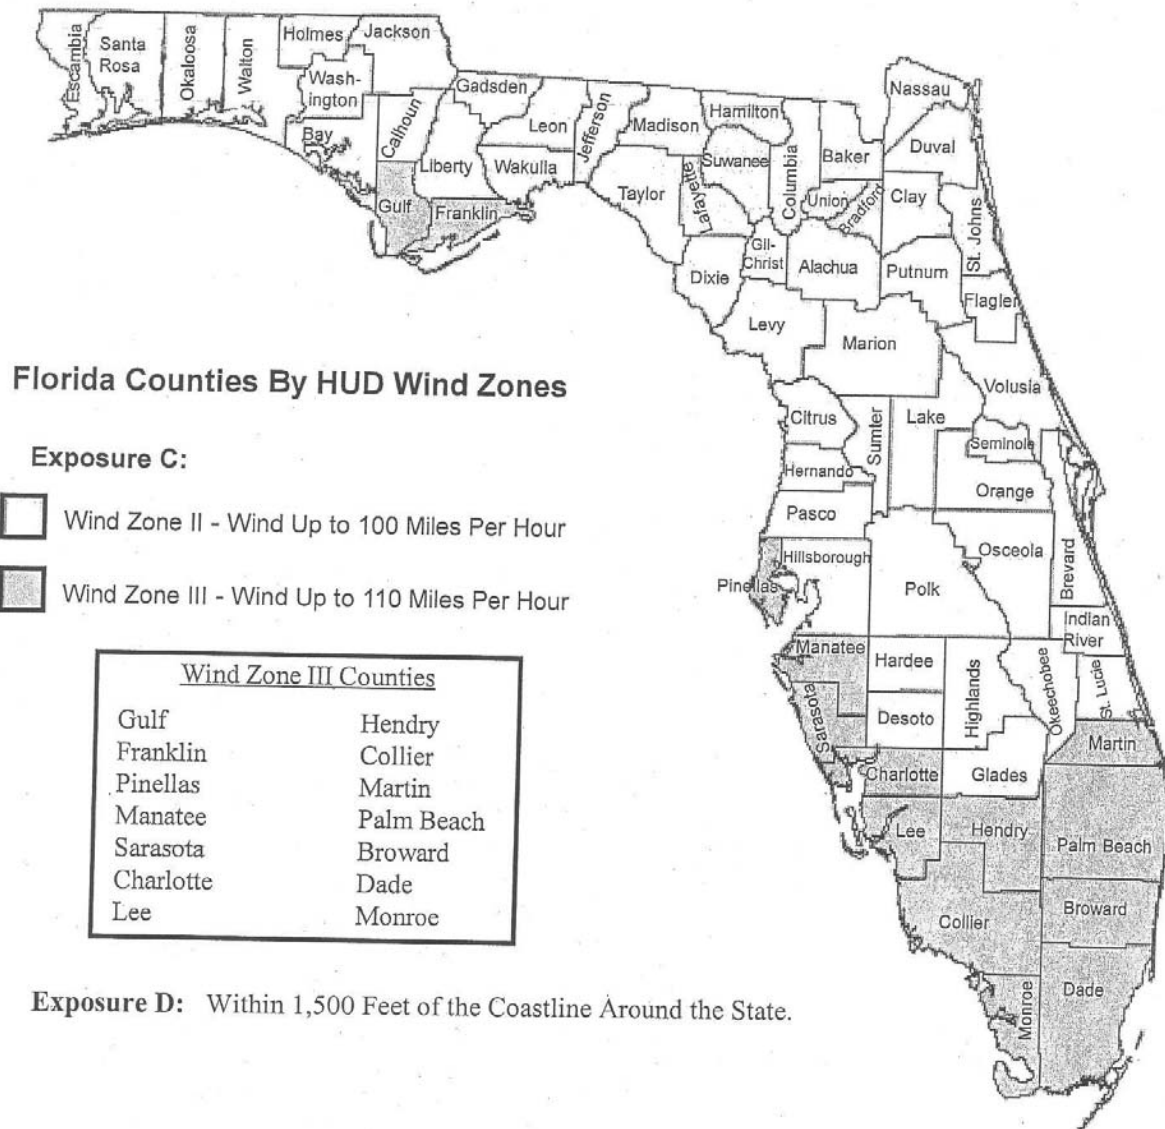 Escambia
Santa
Rosa
Okaloosa
Walton
Holmes
Jackson
Wash-
ington
Bay
Calhoun
Gulf
Liberty
Gadsden
Franklin
Leon
Wakulla
Jefferson
Madison
Taylor
Hamilton
Suwanee
Lafayette
Columbia
Baker
Union
Bradford
Nassau
Duval
Clay
St. Johns
Dixie
Gil-
Christ
Alachua
Putnum
Flagler
Levy
Marion
Volusia
Citrus
Sumter
Lake
Seminole
Hernando
Orange
Pasco
Pinellas
Hillsborough
Polk
Osceola
Brevard
Indian
River
Manatee
Hardee
Highlands
Okeechobee
St. Lucie
Sarasota
Desoto
Martin
Charlotte
Glades
Lee
Hendry
Palm Beach
Collier
Broward
Monroe
Dade
Florida Counties By HUD Wind Zones
Exposure C:
Wind Zone II - Wind Up to 100 Miles Per Hour
Wind Zone III - Wind Up to 110 Miles Per Hour
Wind Zone III Counties
Gulf Hendry
Franklin Collier
Pinellas Martin
Manatee Palm Beach
Sarasota Broward
Charlotte Dade
Lee Monroe
Exposure D: Within 1,500 Feet of the Coastline Around the State.